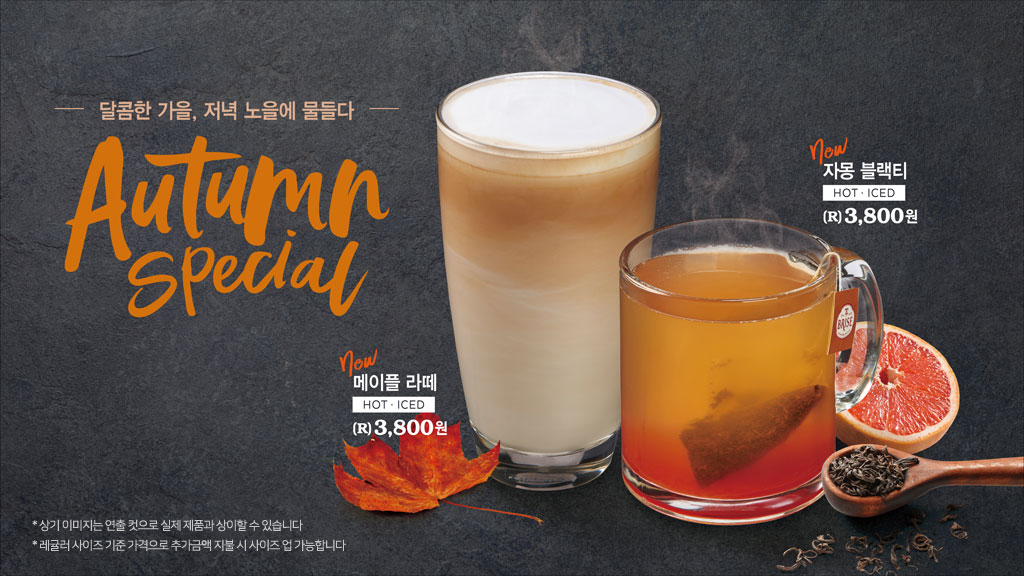 달콤한 가을, 저녁 노을에 물들다
Autumn
special
New
메이플 라떼
HOT · ICED
(R) 3,800원
New
자몽 블랙티
HOT · ICED
(R) 3,800원
BRISE
* 상기 이미지는 연출 컷으로 실제 제품과 상이할 수 있습니다
* 레귤러 사이즈 기준 가격으로 추가금액 지불 시 사이즈 업 가능합니다